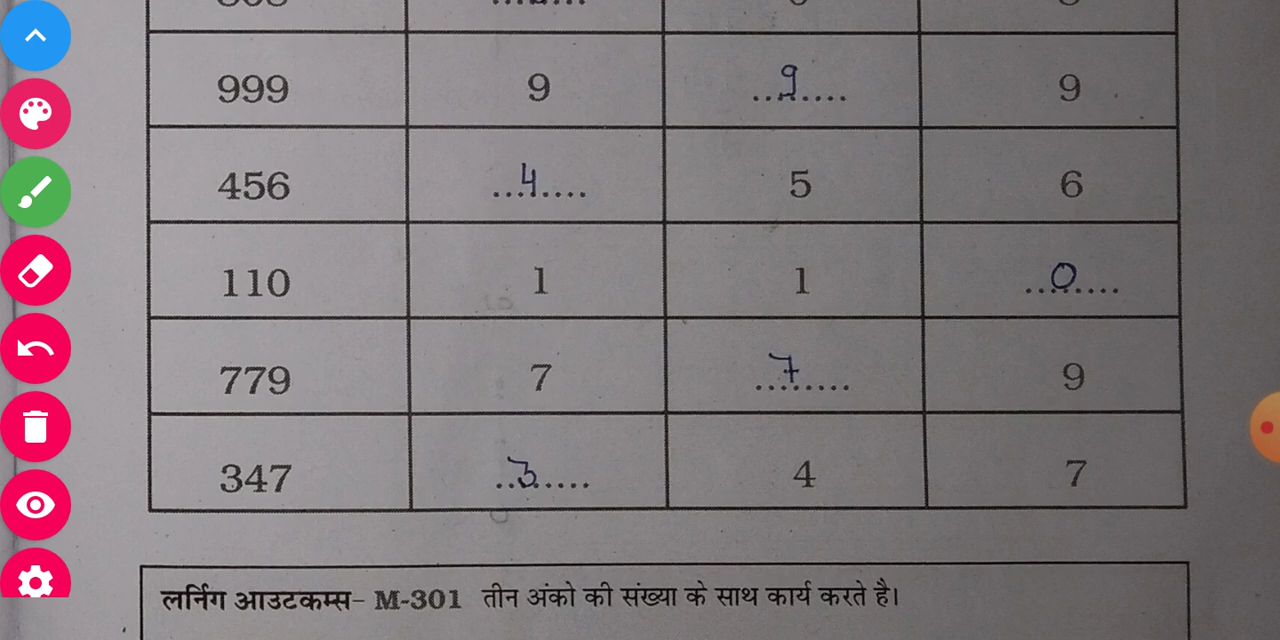 999 9 9 9
456 4 5 6
110 1 1 0
779 7 7 9
347 3 4 7
लर्निंग आउटकम्स– M-301 तीन अंको की संख्या के साथ कार्य करते है।